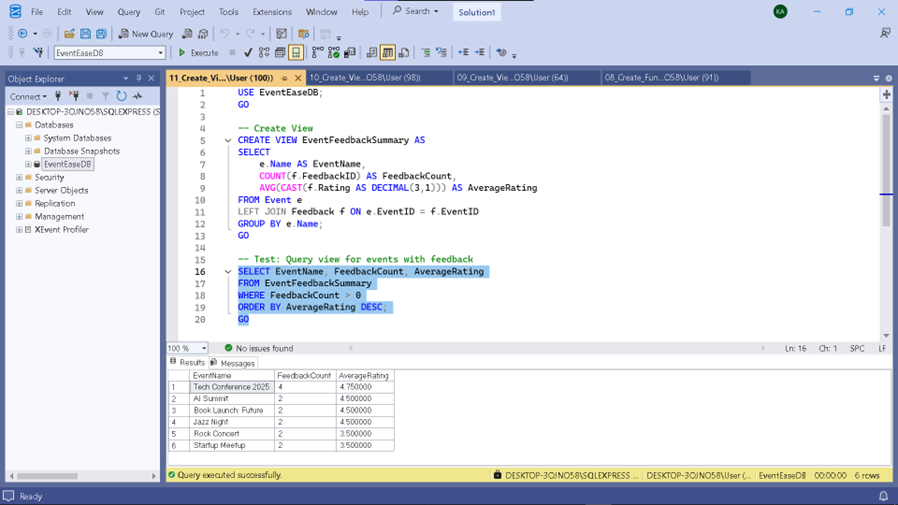 File Edit View Query Git Project Tools Extensions Window Help Search Solution1 KA
New Query
EventEaseDB Execute
Object Explorer
Connect
DESKTOP-3OJNO58\SQLEXPRESS (S
Databases
System Databases
Database Snapshots
EventEaseDB
Security
Server Objects
Replication
Management
XEvent Profiler
11_Create_Vi...\User (100)) 10_Create_Vie...O58\User (98)) 09_Create_Vie...O58\User (64)) 08_Create_Fun...O58\User (91))
1 USE EventEaseDB;
2 GO
3
4 -- Create View
5 CREATE VIEW EventFeedbackSummary AS
6 SELECT
7 e.Name AS EventName,
8 COUNT(f.FeedbackID) AS FeedbackCount,
9 AVG(CAST(f.Rating AS DECIMAL(3,1))) AS AverageRating
10 FROM Event e
11 LEFT JOIN Feedback f ON e.EventID = f.EventID
12 GROUP BY e.Name;
13 GO
14
15 -- Test: Query view for events with feedback
16 SELECT EventName, FeedbackCount, AverageRating
17 FROM EventFeedbackSummary
18 WHERE FeedbackCount > 0
19 ORDER BY AverageRating DESC;
20 GO
100 % No issues found Ln: 16 Ch: 1 SPC LF
Results Messages
EventName FeedbackCount AverageRating
1 Tech Conference 2025 4 4.750000
2 AI Summit 2 4.500000
3 Book Launch: Future 2 4.500000
4 Jazz Night 2 4.500000
5 Rock Concert 2 3.500000
6 Startup Meetup 2 3.500000
Query executed successfully. DESKTOP-3OJNO58\SQLEXPRESS ... DESKTOP-3OJNO58\User (... EventEaseDB 00:00:00 6 rows
Ready